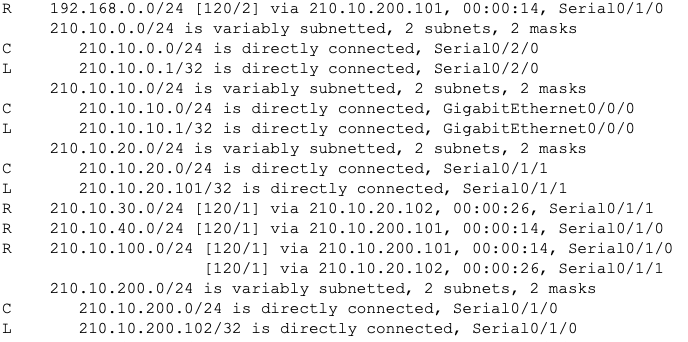 R    192.168.0.0/24 [120/2] via 210.10.200.101, 00:00:14, Serial0/1/0
     210.10.0.0/24 is variably subnetted, 2 subnets, 2 masks
C       210.10.0.0/24 is directly connected, Serial0/2/0
L       210.10.0.1/32 is directly connected, Serial0/2/0
     210.10.10.0/24 is variably subnetted, 2 subnets, 2 masks
C       210.10.10.0/24 is directly connected, GigabitEthernet0/0/0
L       210.10.10.1/32 is directly connected, GigabitEthernet0/0/0
     210.10.20.0/24 is variably subnetted, 2 subnets, 2 masks
C       210.10.20.0/24 is directly connected, Serial0/1/1
L       210.10.20.101/32 is directly connected, Serial0/1/1
R    210.10.30.0/24 [120/1] via 210.10.20.102, 00:00:26, Serial0/1/1
R    210.10.40.0/24 [120/1] via 210.10.200.101, 00:00:14, Serial0/1/0
R    210.10.100.0/24 [120/1] via 210.10.200.101, 00:00:14, Serial0/1/0
                     [120/1] via 210.10.20.102, 00:00:26, Serial0/1/1
     210.10.200.0/24 is variably subnetted, 2 subnets, 2 masks
C       210.10.200.0/24 is directly connected, Serial0/1/0
L       210.10.200.102/32 is directly connected, Serial0/1/0